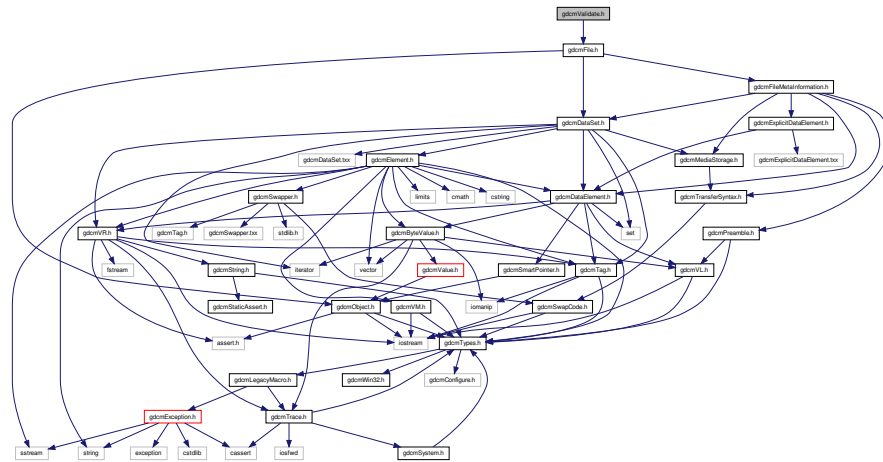 gdcmValidate.h
gdcmFile.h
gdcmFileMetaInformation.h
gdcmDataSet.h
gdcmExplicitDataElement.h
gdcmDataSet.txx
gdcmElement.h
gdcmMediaStorage.h
gdcmExplicitDataElement.txx
gdcmSwapper.h
limits
cmath
cstring
gdcmDataElement.h
gdcmTransferSyntax.h
gdcmVR.h
gdcmTag.h
gdcmSwapper.txx
stdlib.h
gdcmByteValue.h
set
gdcmPreamble.h
fstream
gdcmString.h
iterator
vector
gdcmValue.h
gdcmSmartPointer.h
gdcmTag.h
gdcmVL.h
gdcmStaticAssert.h
gdcmObject.h
gdcmVM.h
iomanip
gdcmSwapCode.h
assert.h
iostream
gdcmTypes.h
gdcmLegacyMacro.h
gdcmWin32.h
gdcmConfigure.h
gdcmException.h
gdcmTrace.h
sstream
string
exception
cstdlib
cassert
iosfwd
gdcmSystem.h